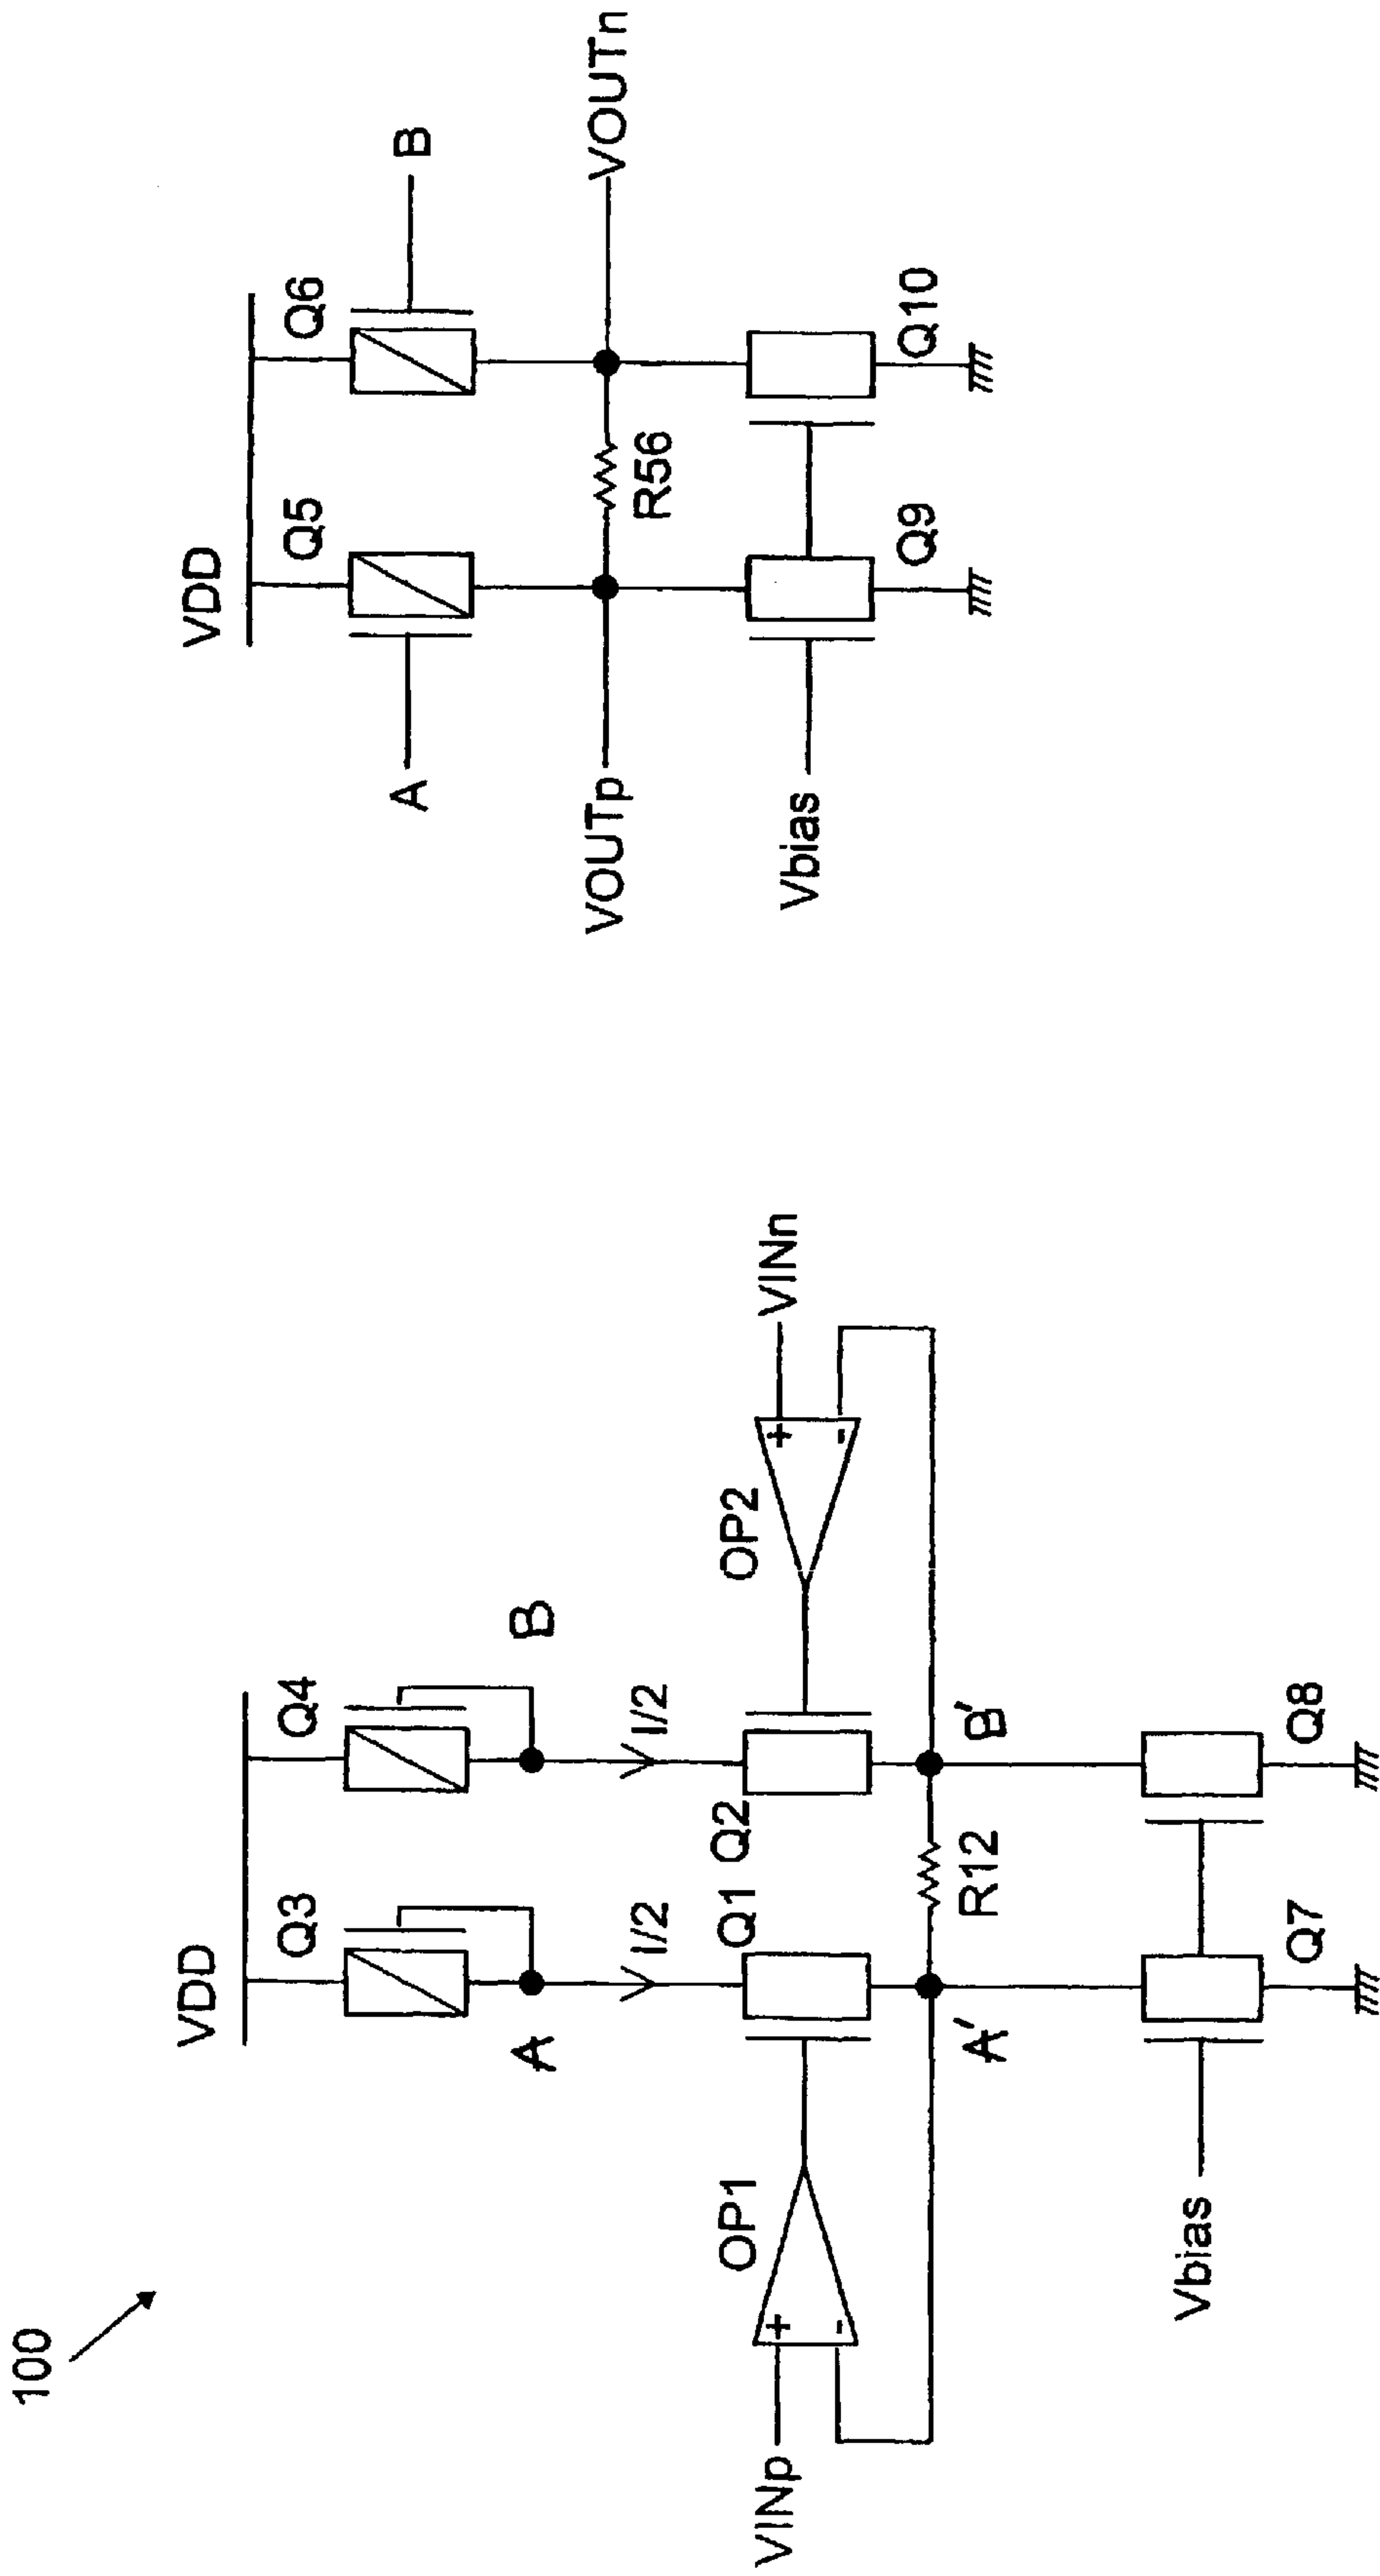 100
VDD
Q3
Q4
A
B
I/2
I/2
OP1
Q1
Q2
OP2
VINp
+
-
VINn
+
-
A'
R12
B'
Vbias
Q7
Q8
VDD
Q5
Q6
A
B
VOUTp
R56
VOUTn
Vbias
Q9
Q10